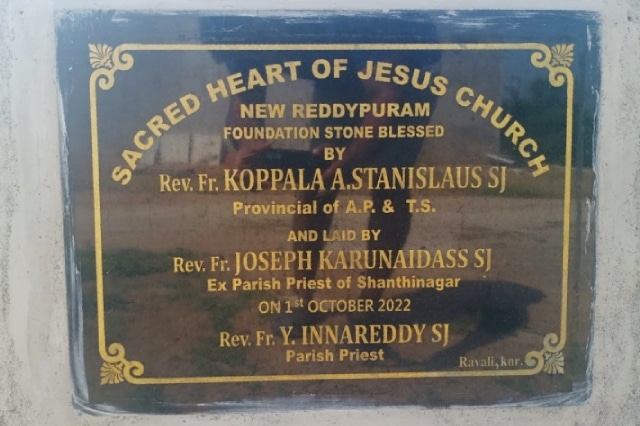 SACRED HEART OF JESUS CHURCH
NEW REDDYPURAM
FOUNDATION STONE BLESSED
BY
Rev. Fr. KOPPALA A.STANISLAUS SJ
Provincial of A.P. & T.S.
AND LAID BY
Rev. Fr. JOSEPH KARUNAIDASS SJ
Ex Parish Priest of Shanthinagar
ON 1st OCTOBER 2022
Rev. Fr. Y. INNAREDDY SJ
Parish Priest
Ravali, knr.